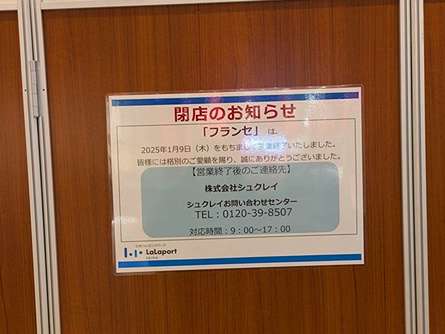 閉店のお知らせ
「フランセ」は、
2025年1月9日（木）をもちまして営業終了いたしました。
皆様には格別のご愛顧を賜り、誠にありがとうございました。
【営業終了後のご連絡先】
株式会社シュクレイ
シュクレイお問い合わせセンター
TEL：0120-39-8507
対応時間：9：00～17：00
LaLaport